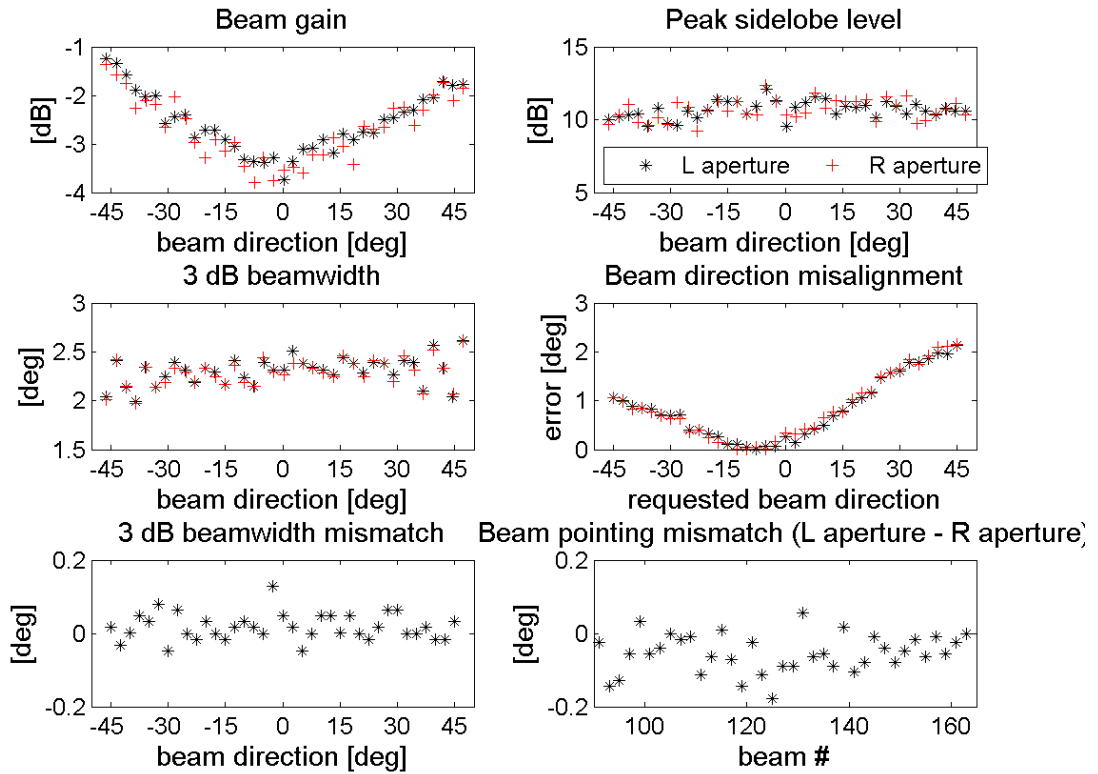 Beam gain
Peak sidelobe level
-1
-2
-3
-4
[dB]
-45 -30 -15 0 15 30 45
beam direction [deg]
15
10
5
[dB]
L aperture R aperture
-45 -30 -15 0 15 30 45
beam direction [deg]
3 dB beamwidth
Beam direction misalignment
3
2.5
2
1.5
[deg]
-45 -30 -15 0 15 30 45
beam direction [deg]
3
2
1
0
error [deg]
-45 -30 -15 0 15 30 45
requested beam direction
3 dB beamwidth mismatch
Beam pointing mismatch (L aperture - R aperture)
0.2
0
-0.2
[deg]
-45 -30 -15 0 15 30 45
beam direction [deg]
0.2
0
-0.2
[deg]
100 120 140 160
beam #